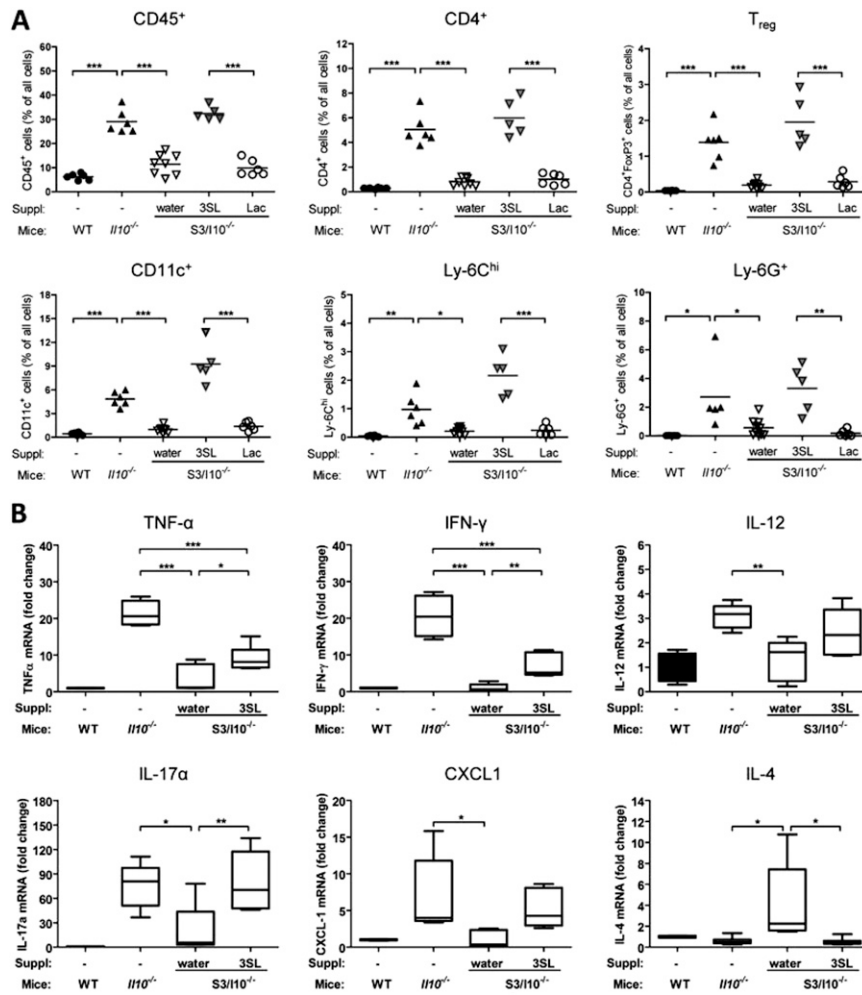 A
CD45⁺
CD4⁺
T_reg
CD45⁺ cells (% of all cells)
60
50
40
30
20
10
0
***
***
***
CD4⁺ cells (% of all cells)
10
8
6
4
2
0
***
***
***
CD4⁺FoxP3⁺ cells (% of all cells)
4
3
2
1
0
***
***
***
Suppl: - - water 3SL Lac
Mice: WT Il10⁻/⁻ S3/I10⁻/⁻
Suppl: - - water 3SL Lac
Mice: WT Il10⁻/⁻ S3/I10⁻/⁻
Suppl: - - water 3SL Lac
Mice: WT Il10⁻/⁻ S3/I10⁻/⁻
CD11c⁺
Ly-6Cʰⁱ
Ly-6G⁺
CD11c⁺ cells (% of all cells)
18
15
12
9
6
3
0
***
***
***
Ly-6Cʰⁱ cells (% of all cells)
5
4
3
2
1
0
**
*
***
Ly-6G⁺ cells (% of all cells)
10
8
6
4
2
0
*
*
**
Suppl: - - water 3SL Lac
Mice: WT Il10⁻/⁻ S3/I10⁻/⁻
Suppl: - - water 3SL Lac
Mice: WT Il10⁻/⁻ S3/I10⁻/⁻
Suppl: - - water 3SL Lac
Mice: WT Il10⁻/⁻ S3/I10⁻/⁻
B
TNF-α
IFN-γ
IL-12
TNFα mRNA (fold change)
40
30
20
10
0
***
***
*
IFN-γ mRNA (fold change)
40
30
20
10
0
***
***
**
IL-12 mRNA (fold change)
6
5
4
3
2
1
0
**
Suppl: - - water 3SL
Mice: WT Il10⁻/⁻ S3/I10⁻/⁻
Suppl: - - water 3SL
Mice: WT Il10⁻/⁻ S3/I10⁻/⁻
Suppl: - - water 3SL
Mice: WT Il10⁻/⁻ S3/I10⁻/⁻
IL-17α
CXCL1
IL-4
IL-17a mRNA (fold change)
180
150
120
90
60
30
0
*
**
CXCL-1 mRNA (fold change)
20
15
10
5
0
*
IL-4 mRNA (fold change)
16
14
12
10
8
6
4
2
0
*
*
Suppl: - - water 3SL
Mice: WT Il10⁻/⁻ S3/I10⁻/⁻
Suppl: - - water 3SL
Mice: WT Il10⁻/⁻ S3/I10⁻/⁻
Suppl: - - water 3SL
Mice: WT Il10⁻/⁻ S3/I10⁻/⁻